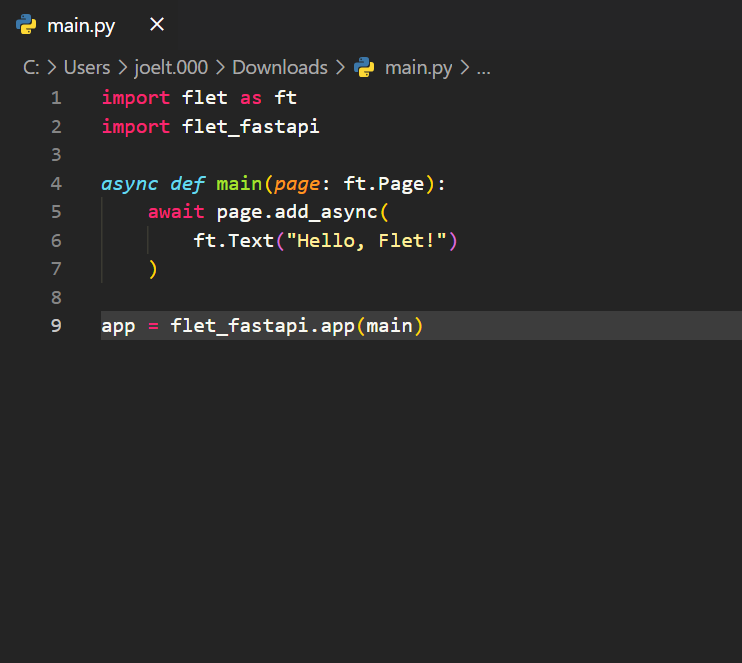 main.py ×
C: > Users > joelt.000 > Downloads > main.py > ...
1 import flet as ft
2 import flet_fastapi
3
4 async def main(page: ft.Page):
5     await page.add_async(
6         ft.Text("Hello, Flet!")
7     )
8
9 app = flet_fastapi.app(main)